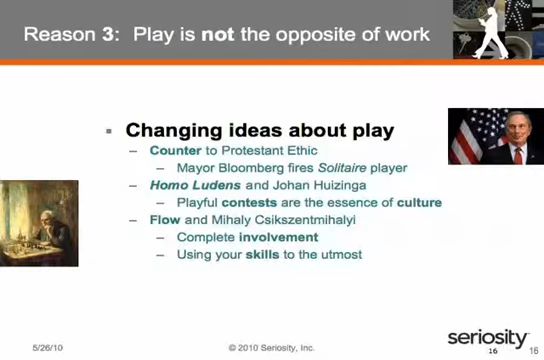 Reason 3: Play is not the opposite of work
Changing ideas about play
– Counter to Protestant Ethic
– Mayor Bloomberg fires Solitaire player
– Homo Ludens and Johan Huizinga
– Playful contests are the essence of culture
– Flow and Mihaly Csikszentmihalyi
– Complete involvement
– Using your skills to the utmost
5/26/10
© 2010 Seriosity, Inc.
seriosity
16
16